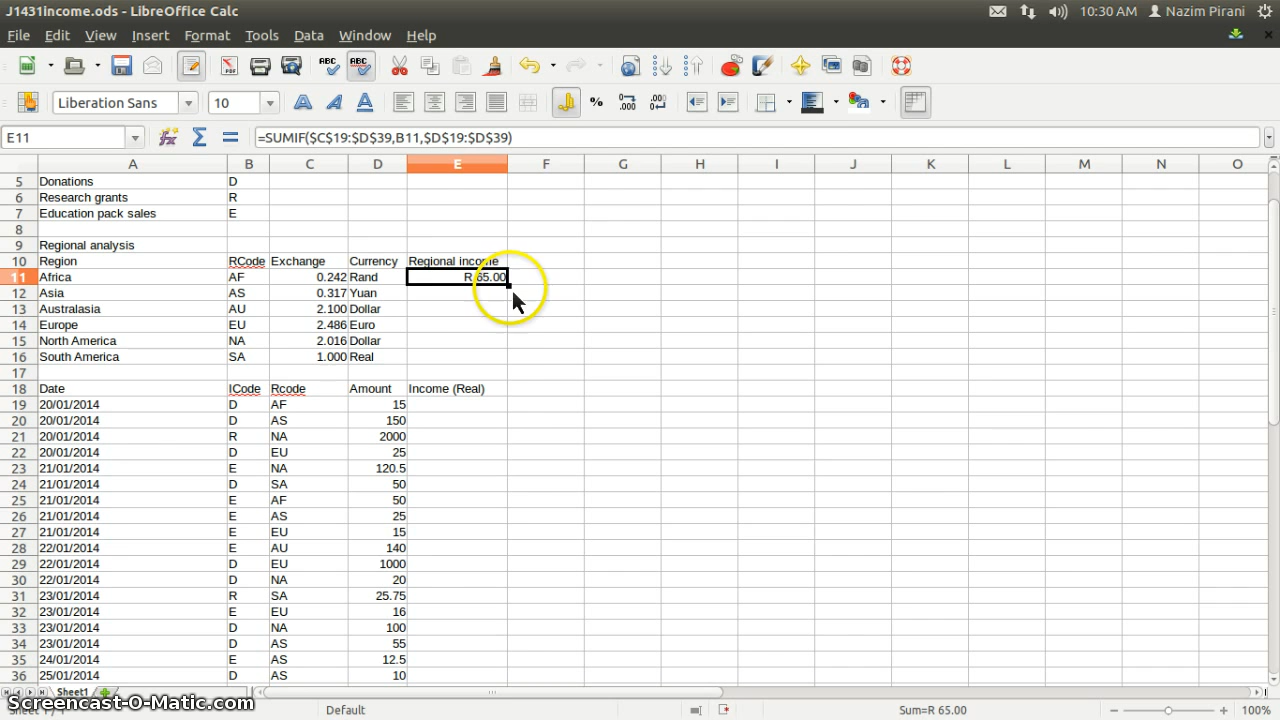 J1431income.ods - LibreOffice Calc
10:30 AM Nazim Pirani
File Edit View Insert Format Tools Data Window Help
Liberation Sans 10
E11 =SUMIF($C$19:$D$39,B11,$D$19:$D$39)
A B C D E F G H I J K L M N O
5 Donations D
6 Research grants R
7 Education pack sales E
8
9 Regional analysis
10 Region RCode Exchange Currency Regional income
11 Africa AF 0.242 Rand R 65.00
12 Asia AS 0.317 Yuan
13 Australasia AU 2.100 Dollar
14 Europe EU 2.486 Euro
15 North America NA 2.016 Dollar
16 South America SA 1.000 Real
17
18 Date ICode Rcode Amount Income (Real)
19 20/01/2014 D AF 15
20 20/01/2014 D AS 150
21 20/01/2014 R NA 2000
22 20/01/2014 D EU 25
23 21/01/2014 E NA 120.5
24 21/01/2014 D SA 50
25 21/01/2014 E AF 50
26 21/01/2014 E AS 25
27 21/01/2014 E EU 15
28 22/01/2014 E AU 140
29 22/01/2014 D EU 1000
30 22/01/2014 D NA 20
31 23/01/2014 R SA 25.75
32 23/01/2014 E EU 16
33 23/01/2014 D NA 100
34 23/01/2014 D AS 55
35 24/01/2014 E AS 12.5
36 25/01/2014 D AS 10
Sheet1
Screencast-O-Matic.com
Default Sum=R 65.00 100%